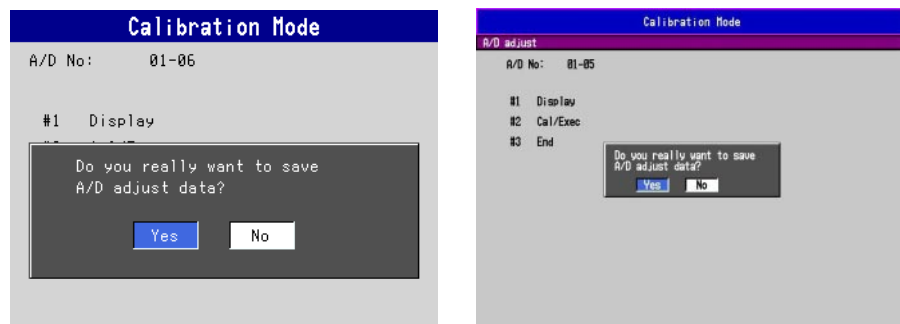 Calibration Mode
A/D No: 01-06
#1 Display
Do you really want to save
A/D adjust data?
Yes No
Calibration Mode
A/D adjust
A/D No: 01-05
#1 Display
#2 Cal/Exec
#3 End
Do you really want to save
A/D adjust data?
Yes No